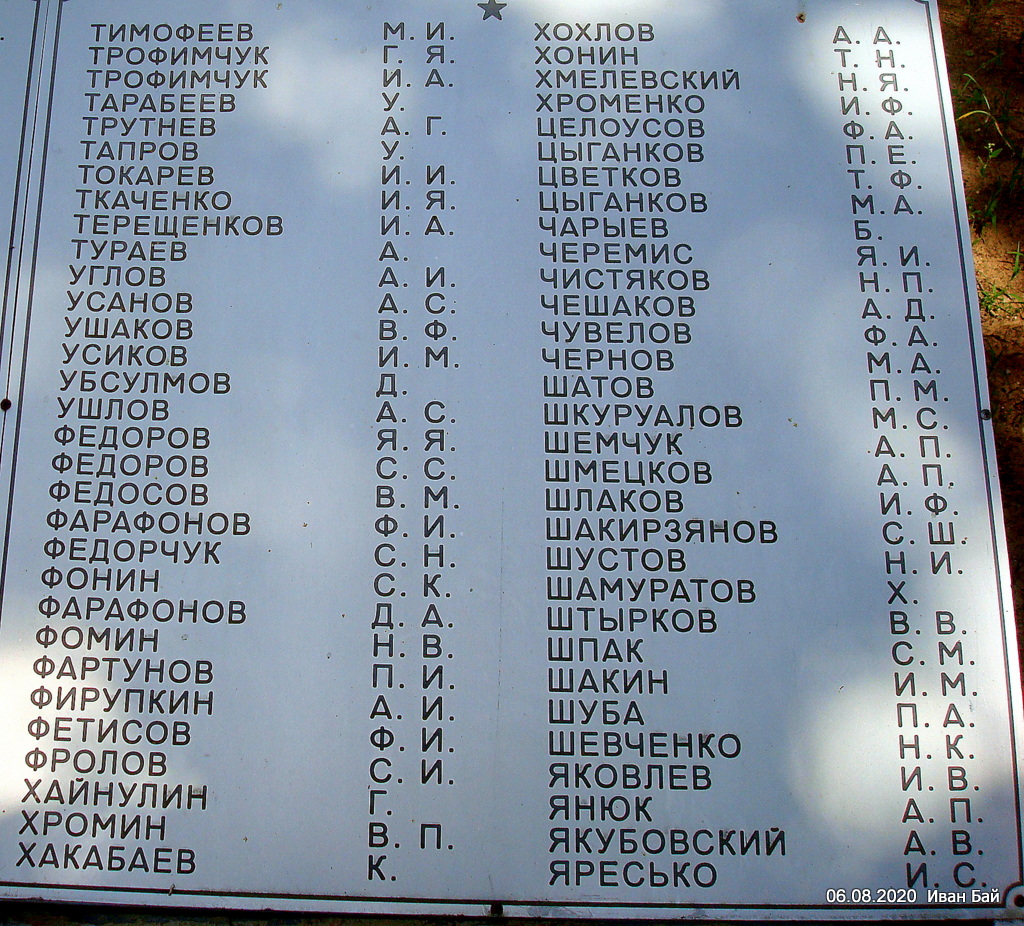 ТИМОФЕЕВ М. И.
ТРОФИМЧУК Г. Я.
ТРОФИМЧУК И. А.
ТАРАБЕЕВ У.
ТРУТНЕВ А. Г.
ТАПРОВ У.
ТОКАРЕВ И. И.
ТКАЧЕНКО И. Я.
ТЕРЕЩЕНКОВ И. А.
ТУРАЕВ А.
УГЛОВ А. И.
УСАНОВ А. С.
УШАКОВ В. Ф.
УСИКОВ И. М.
УБСУЛМОВ Д.
УШЛОВ А. С.
ФЕДОРОВ Я. Я.
ФЕДОРОВ С. С.
ФЕДОСОВ В. М.
ФАРАФОНОВ Ф. И.
ФЕДОРЧУК С. Н.
ФОНИН С. К.
ФАРАФОНОВ Д. А.
ФОМИН Н. В.
ФАРТУНОВ П. И.
ФИРУПКИН А. И.
ФЕТИСОВ Ф. И.
ФРОЛОВ С. И.
ХАЙНУЛИН Г.
ХРОМИН В. П.
ХАКАБАЕВ К.
ХОХЛОВ А. А.
ХОНИН Т. Н.
ХМЕЛЕВСКИЙ Н. Я.
ХРОМЕНКО И. Ф.
ЦЕЛОУСОВ Ф. А.
ЦЫГАНКОВ П. Е.
ЦВЕТКОВ Т. Ф.
ЦЫГАНКОВ М. А.
ЧАРЫЕВ Б.
ЧЕРЕМИС Я. И.
ЧИСТЯКОВ Н. П.
ЧЕШАКОВ А. Д.
ЧУВЕЛОВ Ф. А.
ЧЕРНОВ М. А.
ШАТОВ П. М.
ШКУРУАЛОВ М. С.
ШЕМЧУК А. П.
ШМЕЦКОВ А. П.
ШЛАКОВ И. Ф.
ШАКИРЗЯНОВ С. Ш.
ШУСТОВ Н. И.
ШАМУРАТОВ Х.
ШТЫРКОВ В. В.
ШПАК С. М.
ШАКИН И. М.
ШУБА П. А.
ШЕВЧЕНКО Н. К.
ЯКОВЛЕВ И. В.
ЯНЮК А. П.
ЯКУБОВСКИЙ А. В.
ЯРЕСЬКО И. С.
06.08.2020 Иван Бай